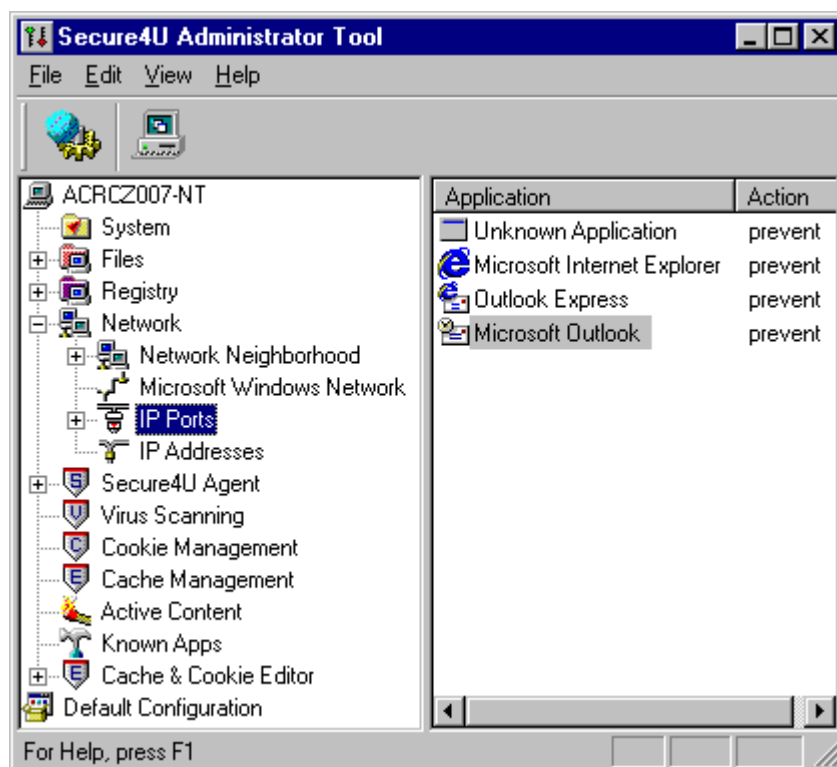 Secure4U Administrator Tool
File Edit View Help
ACRCZ007-NT
System
Files
Registry
Network
Network Neighborhood
Microsoft Windows Network
IP Ports
IP Addresses
Secure4U Agent
Virus Scanning
Cookie Management
Cache Management
Active Content
Known Apps
Cache & Cookie Editor
Default Configuration
Application Action
Unknown Application prevent
Microsoft Internet Explorer prevent
Outlook Express prevent
Microsoft Outlook prevent
For Help, press F1